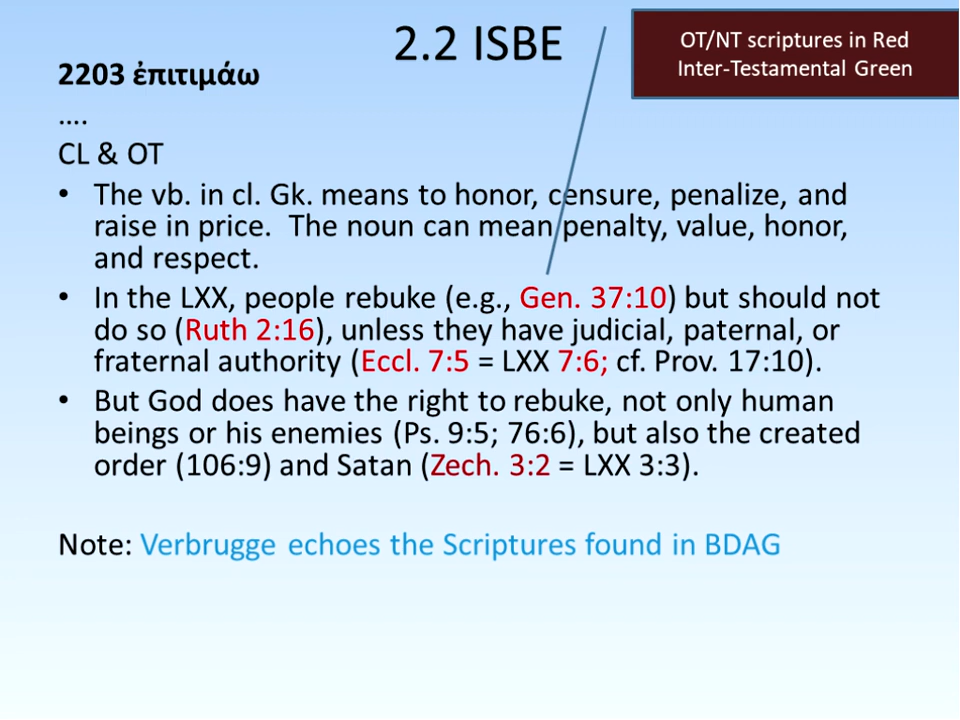 2.2 ISBE
OT/NT scriptures in Red
Inter-Testamental Green
2203 ἐπιτιμάω
....
CL & OT
• The vb. in cl. Gk. means to honor, censure, penalize, and
raise in price.  The noun can mean penalty, value, honor,
and respect.
• In the LXX, people rebuke (e.g., Gen. 37:10) but should not
do so (Ruth 2:16), unless they have judicial, paternal, or
fraternal authority (Eccl. 7:5 = LXX 7:6; cf. Prov. 17:10).
• But God does have the right to rebuke, not only human
beings or his enemies (Ps. 9:5; 76:6), but also the created
order (106:9) and Satan (Zech. 3:2 = LXX 3:3).
Note: Verbrugge echoes the Scriptures found in BDAG